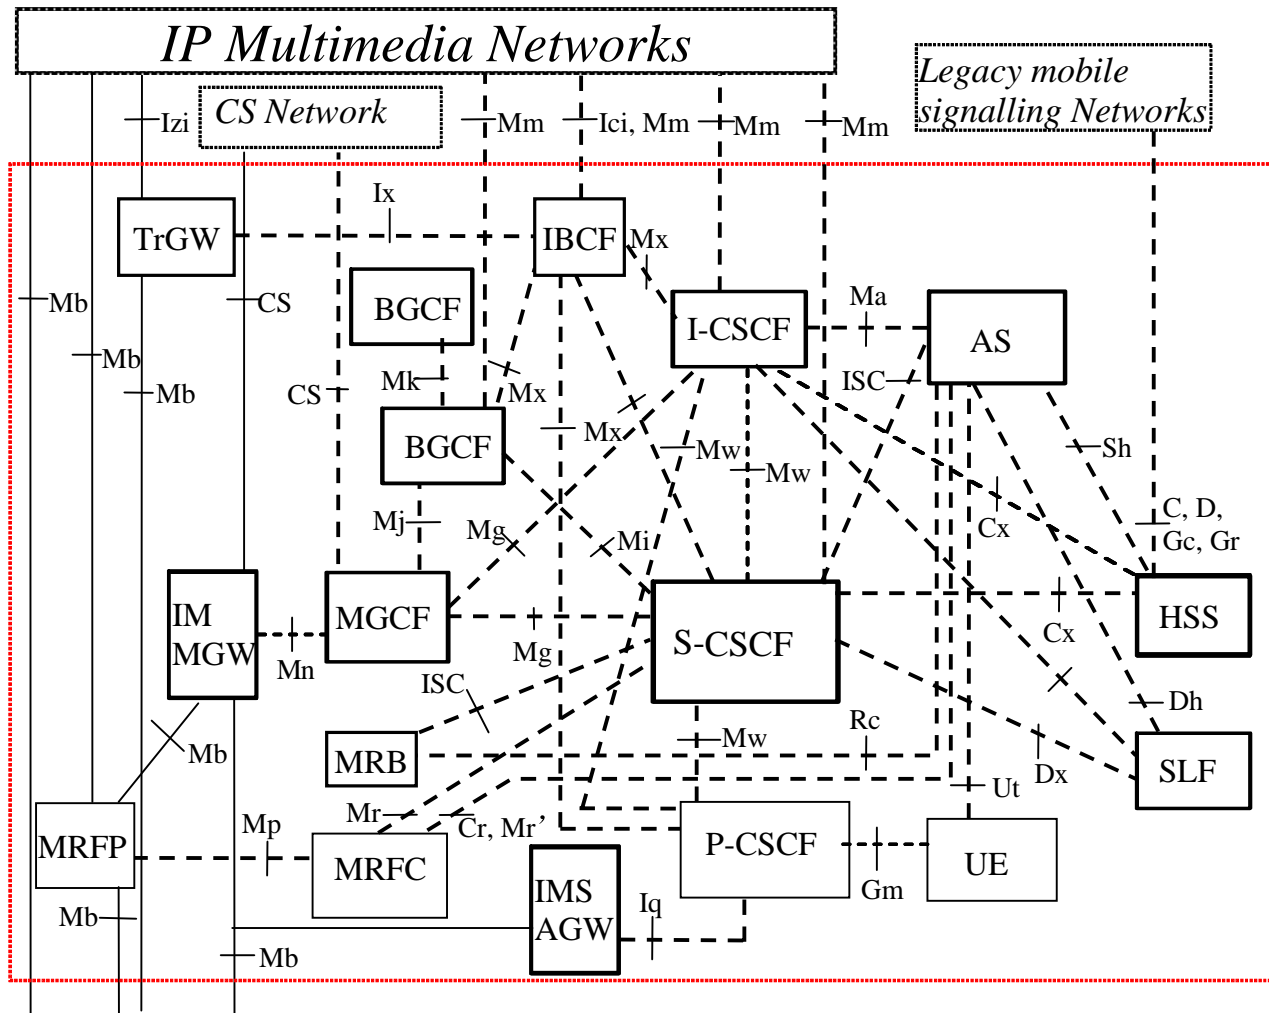 IP Multimedia Networks
CS Network
Legacy mobile
signalling Networks
Izi
Mm
Ici, Mm
Mm
Mm
Ix
TrGW
IBCF
Mx
Mb
CS
BGCF
I-CSCF
Ma
AS
Mb
Mb
CS
Mk
Mx
ISC
BGCF
Mx
Mw
Mw
Sh
Cx
C, D,
Gc, Gr
Mj
Mg
Mi
IM
MGW
Mn
MGCF
Mg
S-CSCF
Cx
HSS
ISC
Mb
MRB
Mw
Rc
Dh
Dx
SLF
Ut
Mr
Cr, Mr’
MRFP
Mp
MRFC
P-CSCF
Gm
UE
IMS
AGW
Iq
Mb
Mb